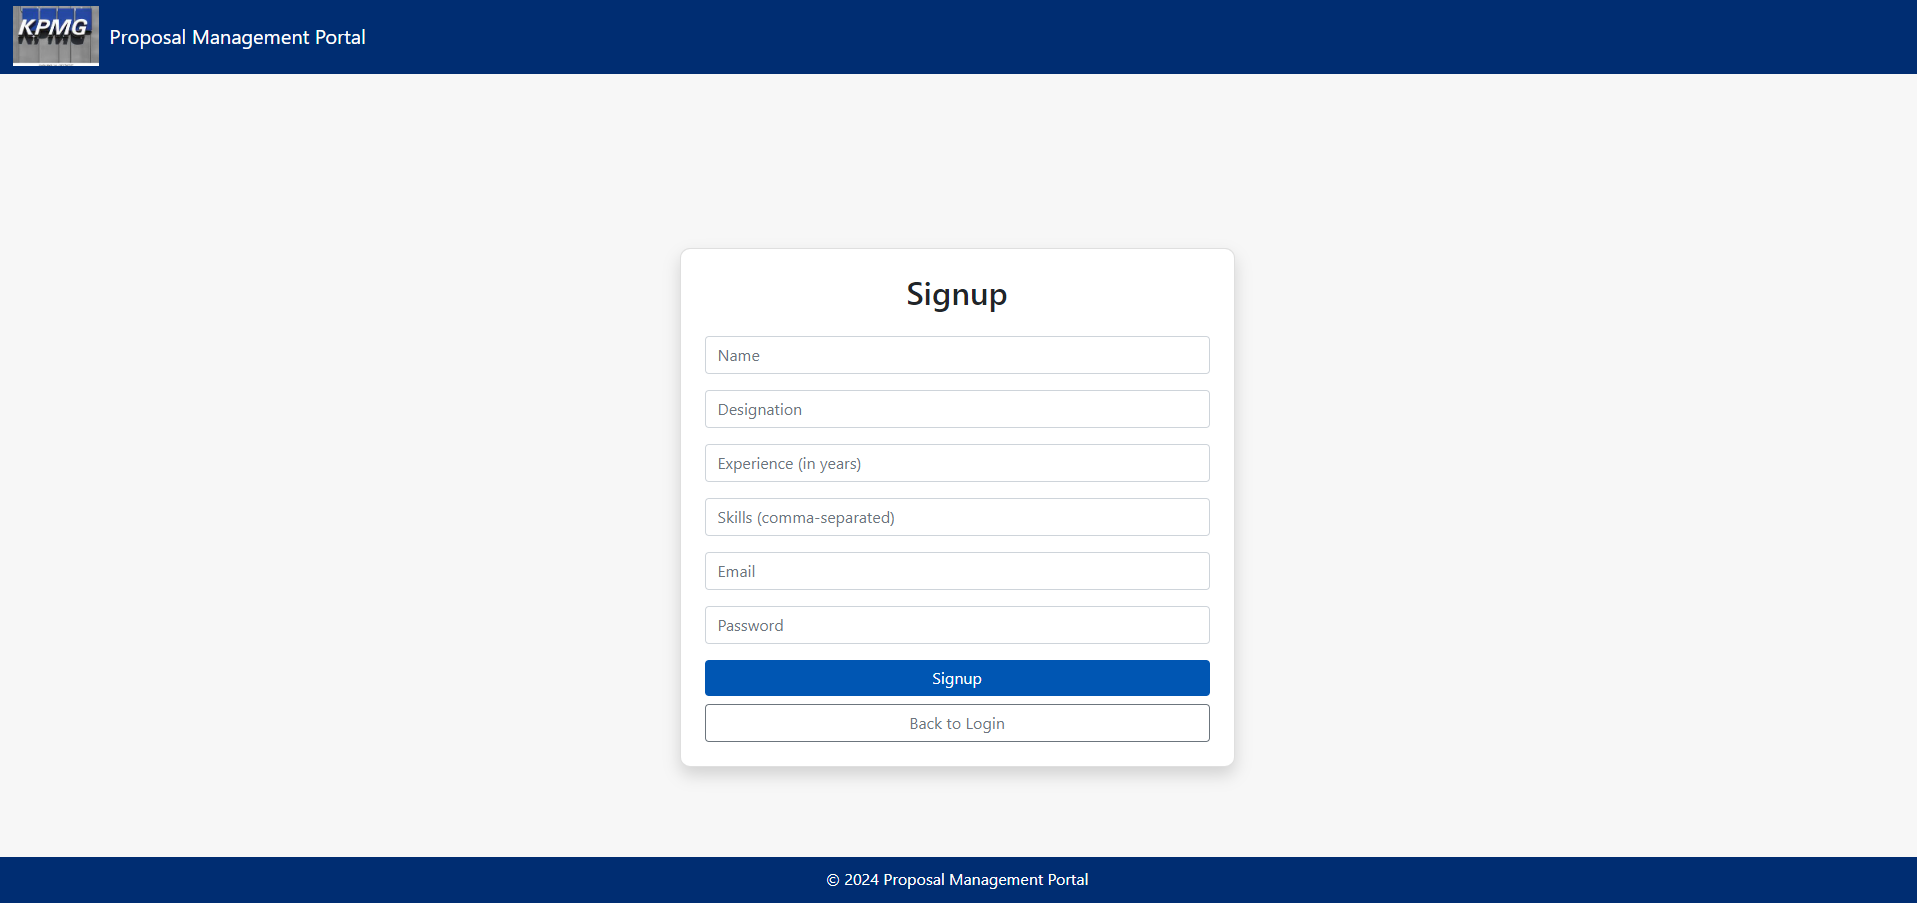 KPMG
Proposal Management Portal
Signup
Name
Designation
Experience (in years)
Skills (comma-separated)
Email
Password
Signup
Back to Login
© 2024 Proposal Management Portal